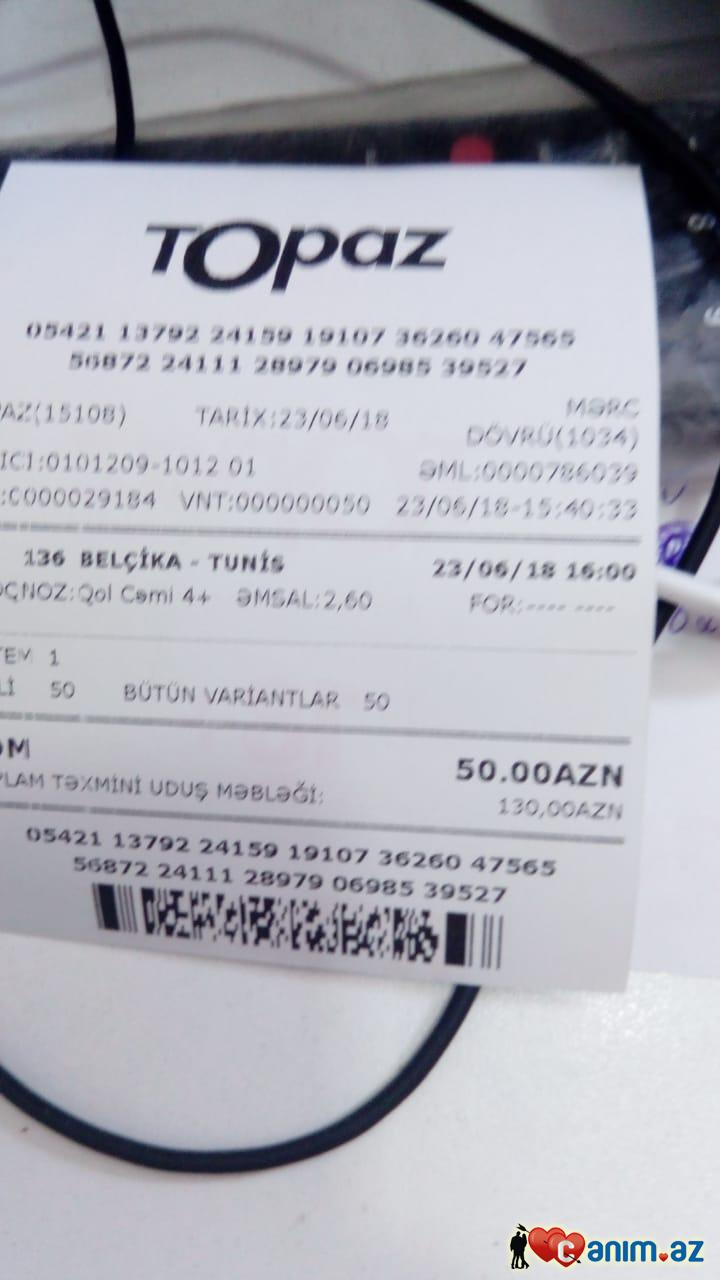 TOpaz
05421 13792 24159 19107 36260 47565
56872 24111 28979 06985 39527
PAZ(15108) TARİX:23/06/18 MƏRC DÖVRÜ(1034)
ICI:0101209-1012 01 ƏML:0000786039
:C000029184 VNT:000000050 23/06/18-15:40:33
136 BELÇİKA - TUNİS 23/06/18 16:00
OÇNOZ:Qol Cəmi 4+ ƏMSAL:2,60 FOR:---- ----
TEM 1
Lİ 50 BÜTÜN VARİANTLAR 50
ƏM 50.00AZN
PLAM TƏXMİNİ UDUŞ MƏBLƏĞİ: 130,00AZN
05421 13792 24159 19107 36260 47565
56872 24111 28979 06985 39527
Canım.az